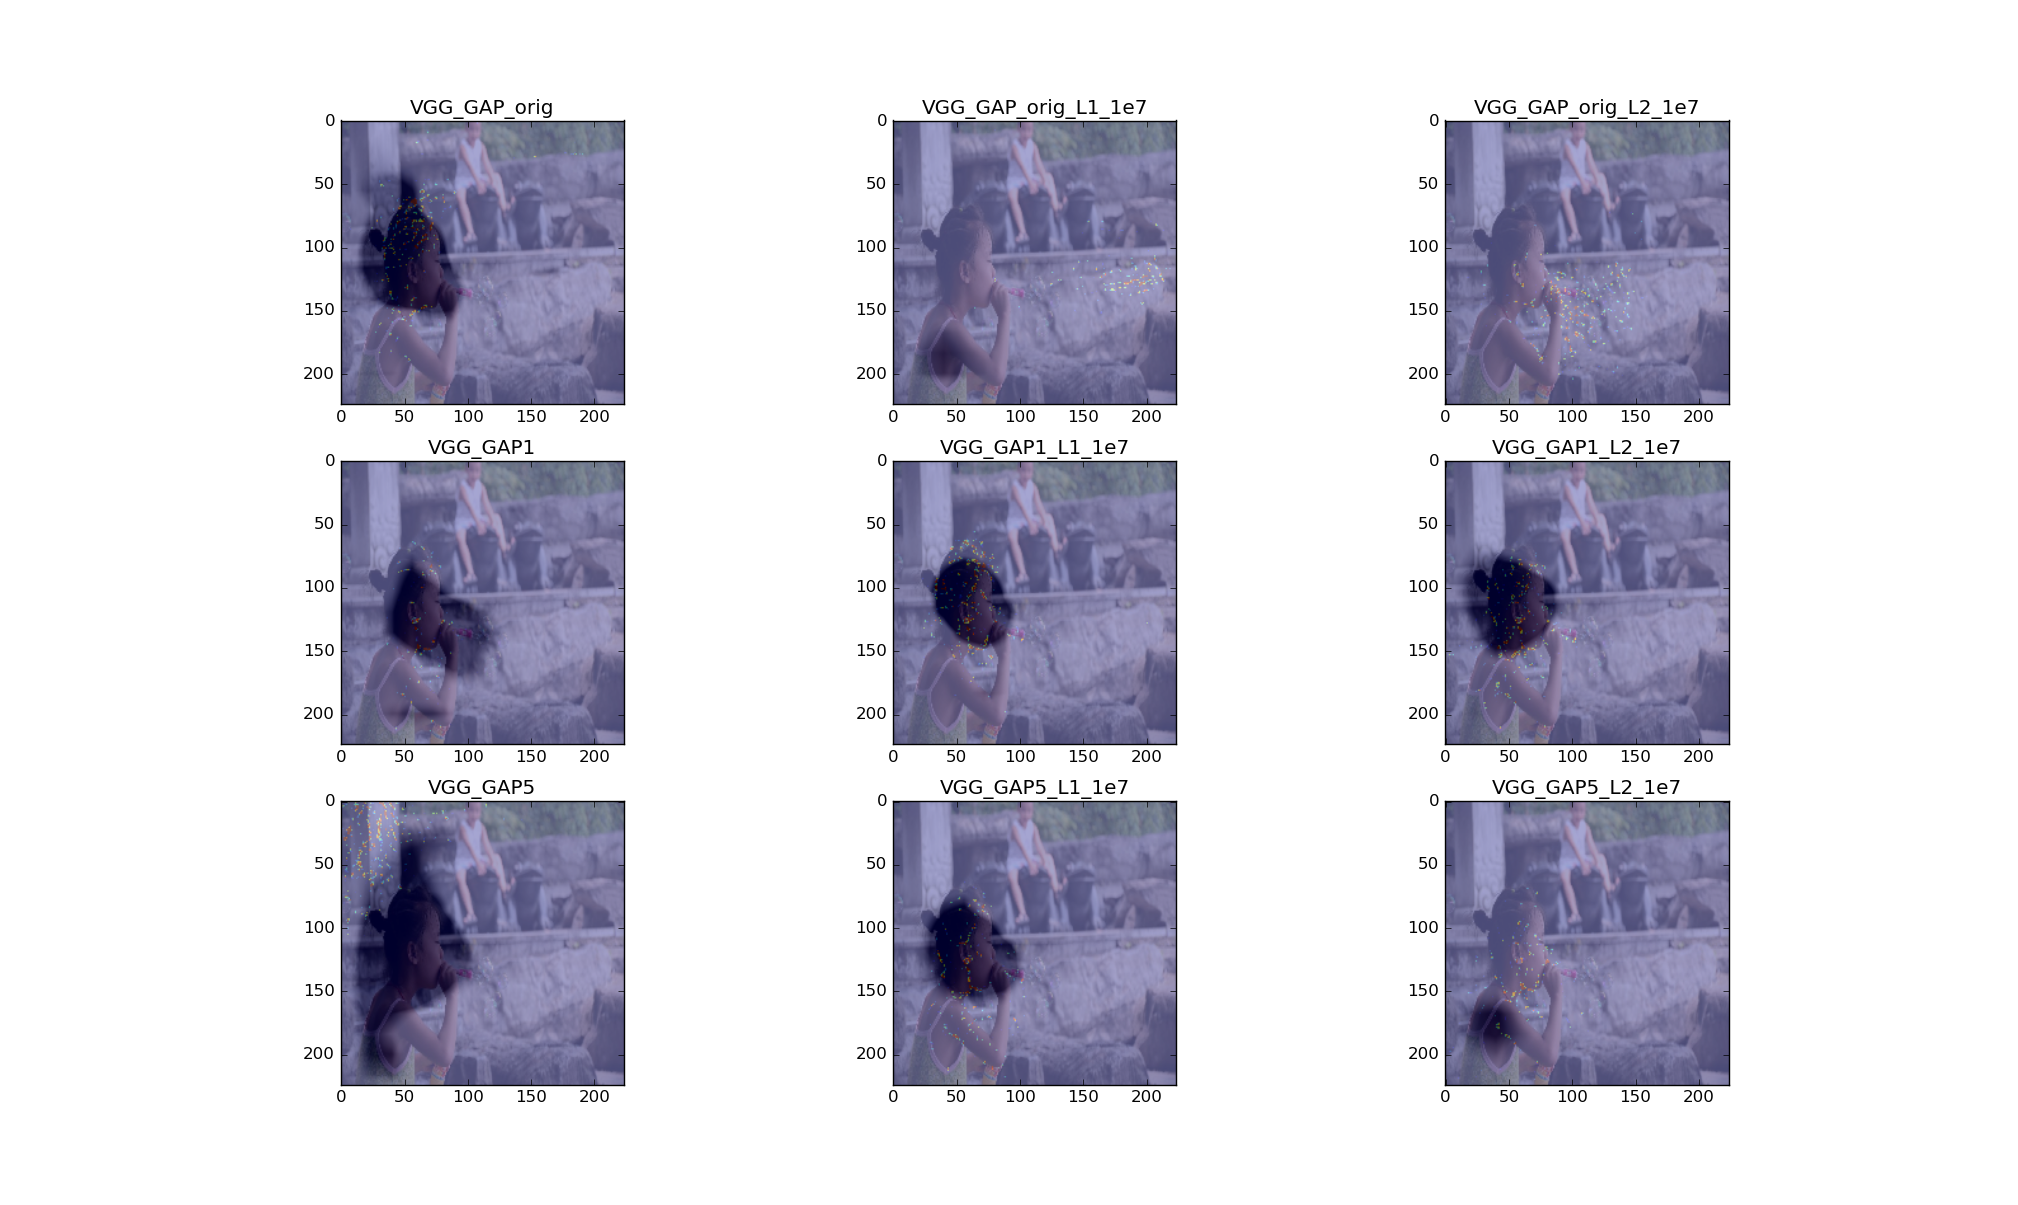 VGG_GAP_orig VGG_GAP_orig_L1_1e7 VGG_GAP_orig_L2_1e7
0 0 0
50 50 50
100 100 100
150 150 150
200 200 200
0 50 100 150 200 0 50 100 150 200 0 50 100 150 200
VGG_GAP1 VGG_GAP1_L1_1e7 VGG_GAP1_L2_1e7
0 0 0
50 50 50
100 100 100
150 150 150
200 200 200
0 50 100 150 200 0 50 100 150 200 0 50 100 150 200
VGG_GAP5 VGG_GAP5_L1_1e7 VGG_GAP5_L2_1e7
0 0 0
50 50 50
100 100 100
150 150 150
200 200 200
0 50 100 150 200 0 50 100 150 200 0 50 100 150 200